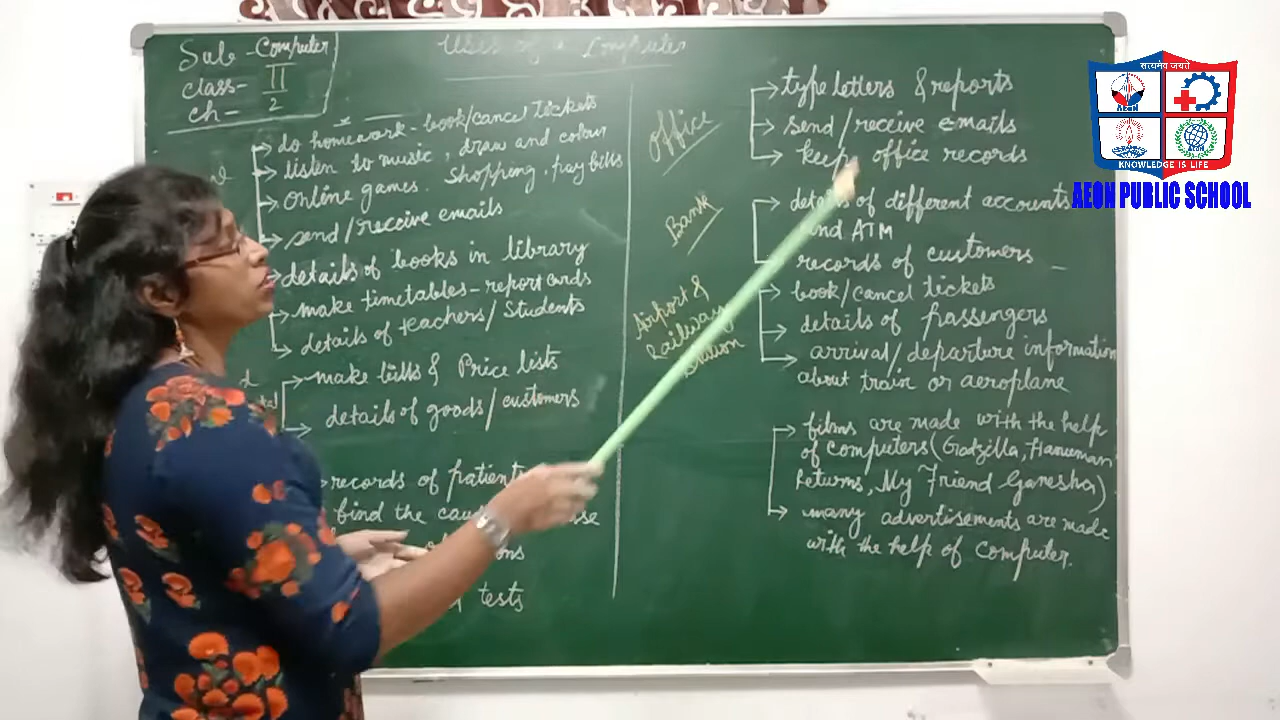 Sub - Computer
class - III
ch - 2
Uses of a Computer
do homework - book/cancel tickets
listen to music, draw and colour
online games. Shopping. pay bills
send/receive emails
details of books in library
make timetables - report cards
details of teachers/students
make bills & Price lists
details of goods/customers
records of patients
find the
tests
office
type letters & reports
send/receive emails
keep office records
Bank
details of different accounts
and ATM
records of customers
Airport &
Railway
Station
book/cancel tickets
details of passengers
arrival/departure information
about train or aeroplane
films are made with the help
of computers (Godzilla, Hanuman
Returns, My Friend Ganesha)
many advertisements are made
with the help of computer.
सत्यमेव जयते
AEON
KNOWLEDGE IS LIFE
AEON PUBLIC SCHOOL